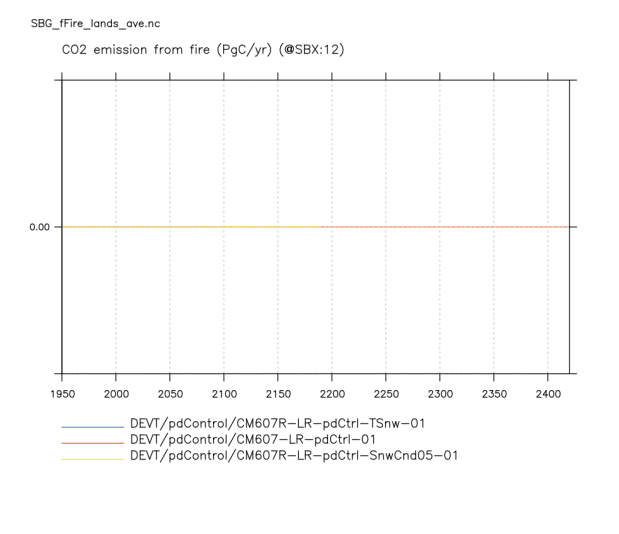 SBG_fFire_lands_ave.nc
CO2 emission from fire (PgC/yr) (@SBX:12)
0.00
1950 2000 2050 2100 2150 2200 2250 2300 2350 2400
DEVT/pdControl/CM607R-LR-pdCtrl-TSnw-01
DEVT/pdControl/CM607-LR-pdCtrl-01
DEVT/pdControl/CM607R-LR-pdCtrl-SnwCnd05-01